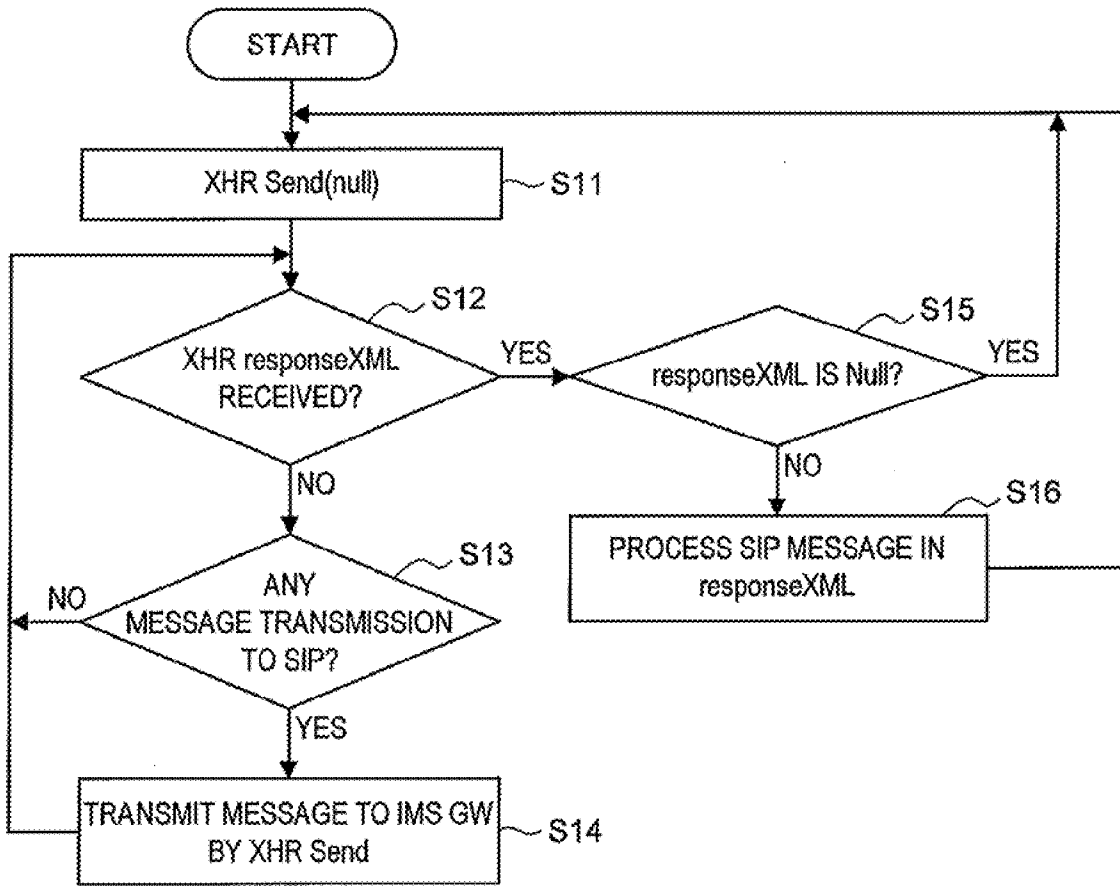 START
XHR Send(null)
S11
S12
XHR responseXML
RECEIVED?
YES
S15
responseXML IS Null?
YES
NO
NO
S16
PROCESS SIP MESSAGE IN
responseXML
S13
ANY
MESSAGE TRANSMISSION
TO SIP?
NO
YES
TRANSMIT MESSAGE TO IMS GW
BY XHR Send
S14